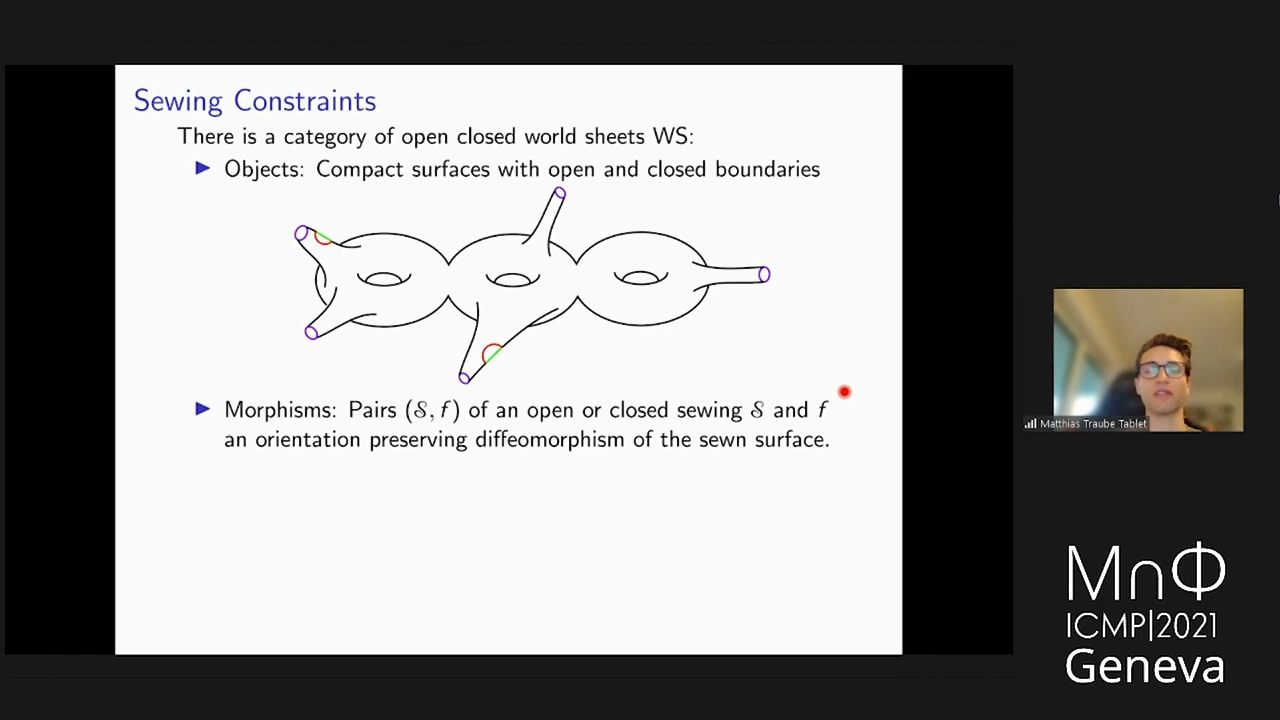 Sewing Constraints
There is a category of open closed world sheets WS:
▶ Objects: Compact surfaces with open and closed boundaries
▶ Morphisms: Pairs (𝒮, f) of an open or closed sewing 𝒮 and f
an orientation preserving diffeomorphism of the sewn surface.
Matthias Traube Tablet
M∩Φ
ICMP|2021
Geneva